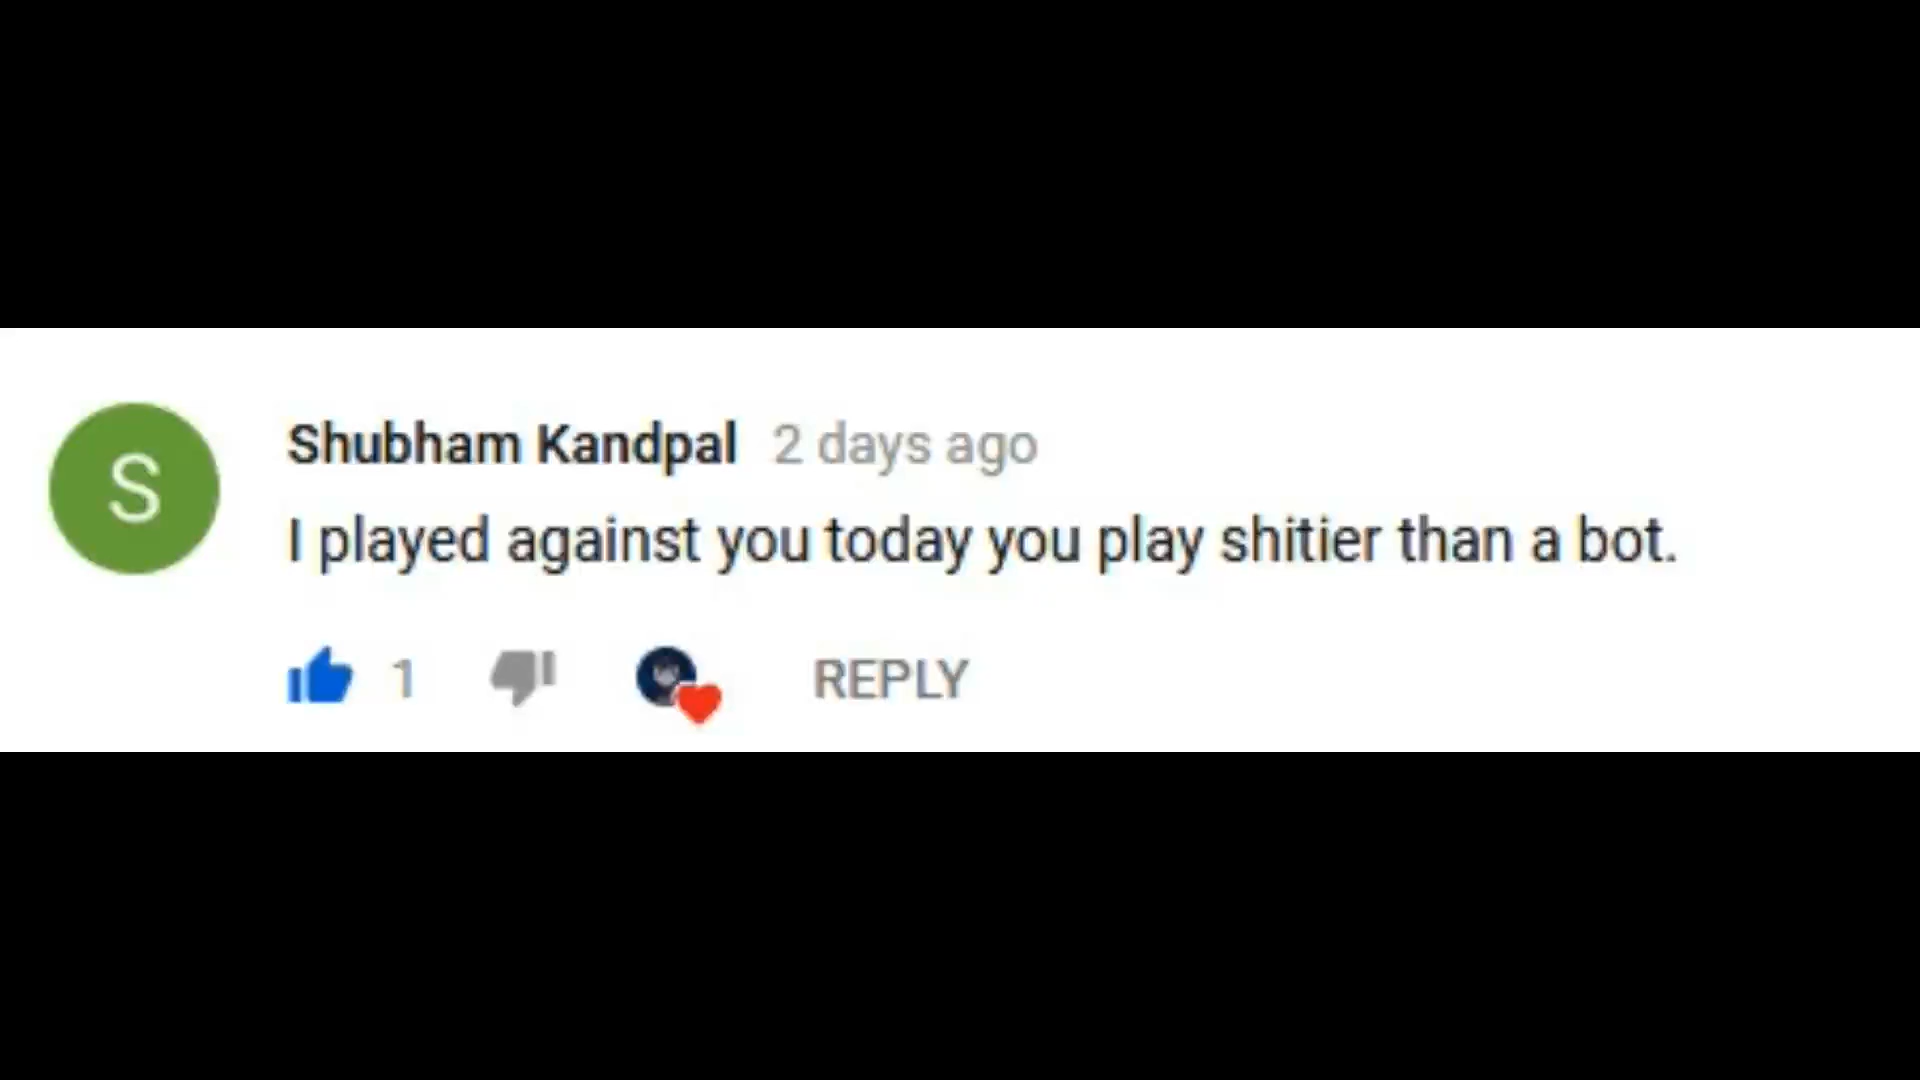 S
Shubham Kandpal 2 days ago
I played against you today you play shitier than a bot.
1 REPLY